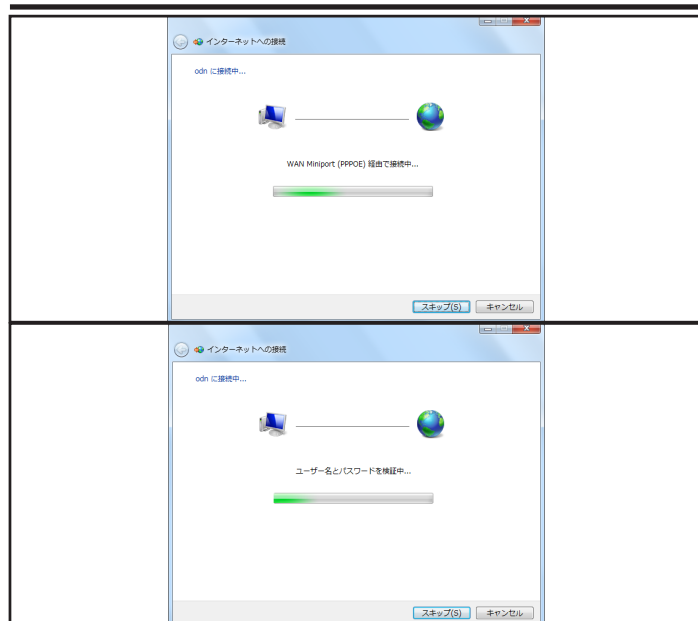 インターネットへの接続
odn に接続中...
WAN Miniport (PPPOE) 経由で接続中...
スキップ(S) キャンセル
インターネットへの接続
odn に接続中...
ユーザー名とパスワードを検証中...
スキップ(S) キャンセル